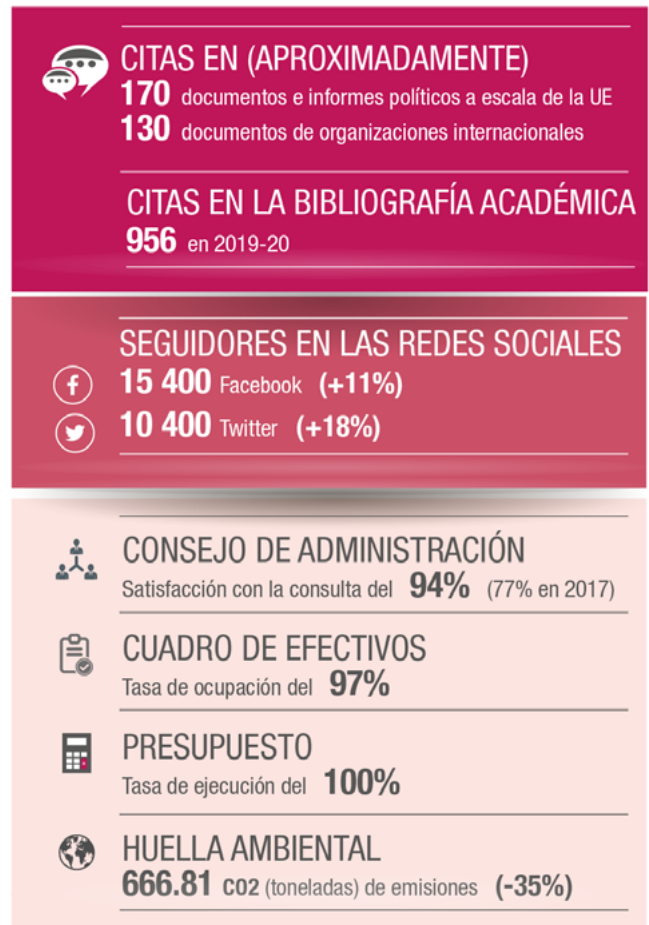 CITAS EN (APROXIMADAMENTE)
170 documentos e informes políticos a escala de la UE
130 documentos de organizaciones internacionales
CITAS EN LA BIBLIOGRAFÍA ACADÉMICA
956 en 2019-20
SEGUIDORES EN LAS REDES SOCIALES
15 400 Facebook (+11%)
10 400 Twitter (+18%)
CONSEJO DE ADMINISTRACIÓN
Satisfacción con la consulta del 94% (77% en 2017)
CUADRO DE EFECTIVOS
Tasa de ocupación del 97%
PRESUPUESTO
Tasa de ejecución del 100%
HUELLA AMBIENTAL
666.81 CO2 (toneladas) de emisiones (-35%)